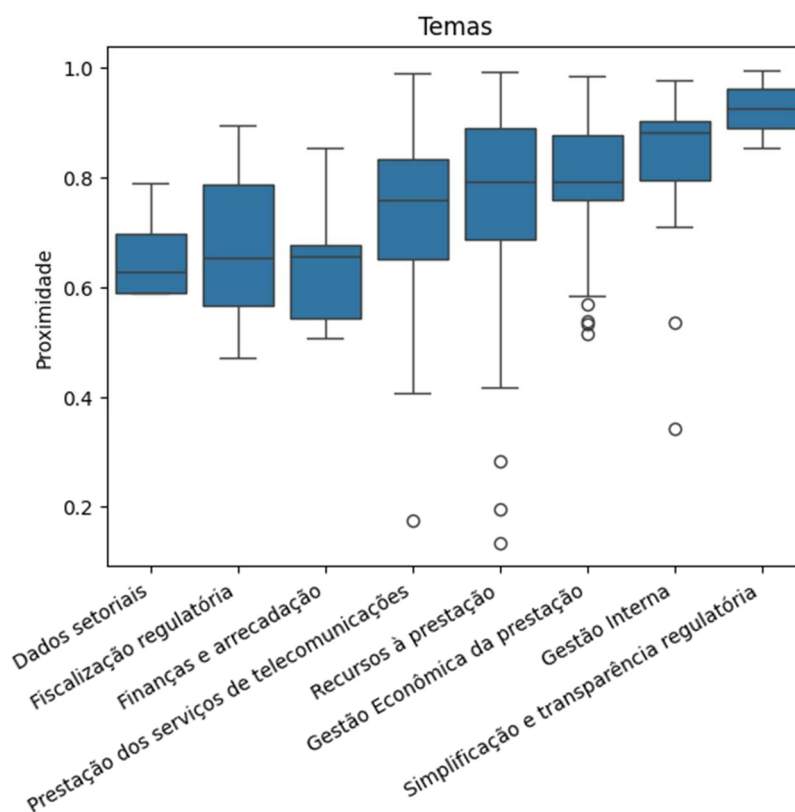 Temas
Proximidade
1.0
0.8
0.6
0.4
0.2
Dados setoriais
Fiscalização regulatória
Finanças e arrecadação
Prestação dos serviços de telecomunicações
Recursos à prestação
Gestão Econômica da prestação
Gestão Interna
Simplificação e transparência regulatória